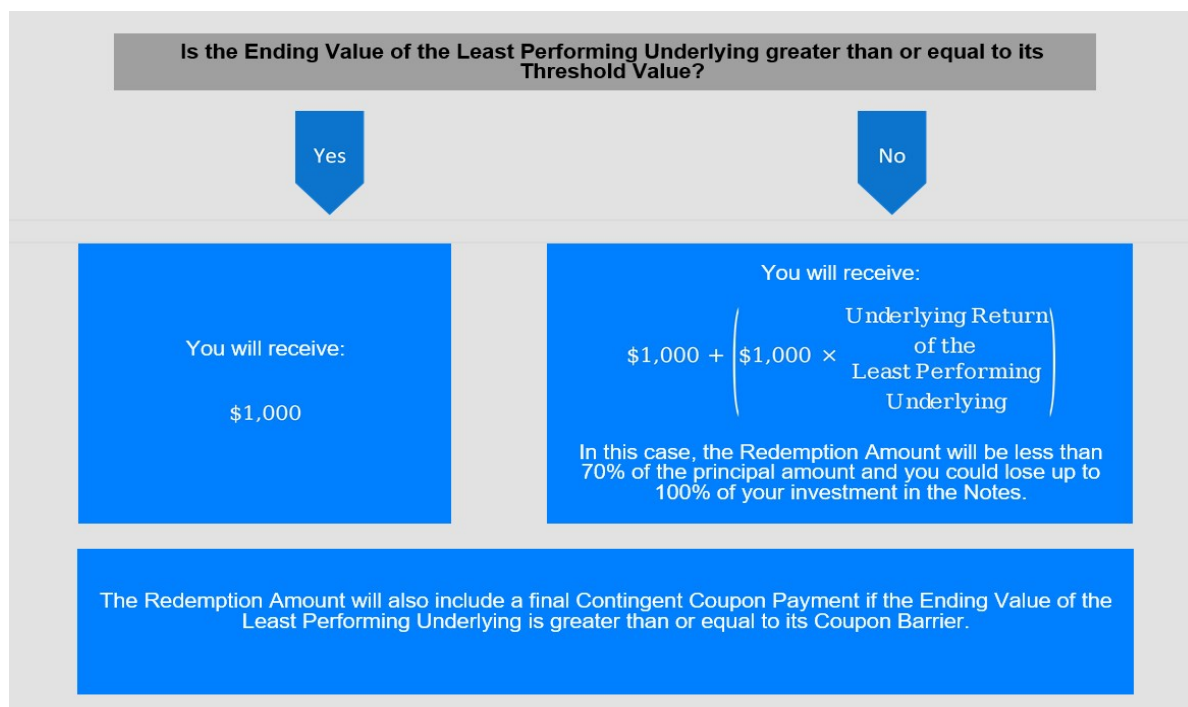 Is the Ending Value of the Least Performing Underlying greater than or equal to its
Threshold Value?
Yes
No
You will receive:
$1,000
You will receive:
$1,000 + ($1,000 × Underlying Return
of the
Least Performing
Underlying)
In this case, the Redemption Amount will be less than
70% of the principal amount and you could lose up to
100% of your investment in the Notes.
The Redemption Amount will also include a final Contingent Coupon Payment if the Ending Value of the
Least Performing Underlying is greater than or equal to its Coupon Barrier.